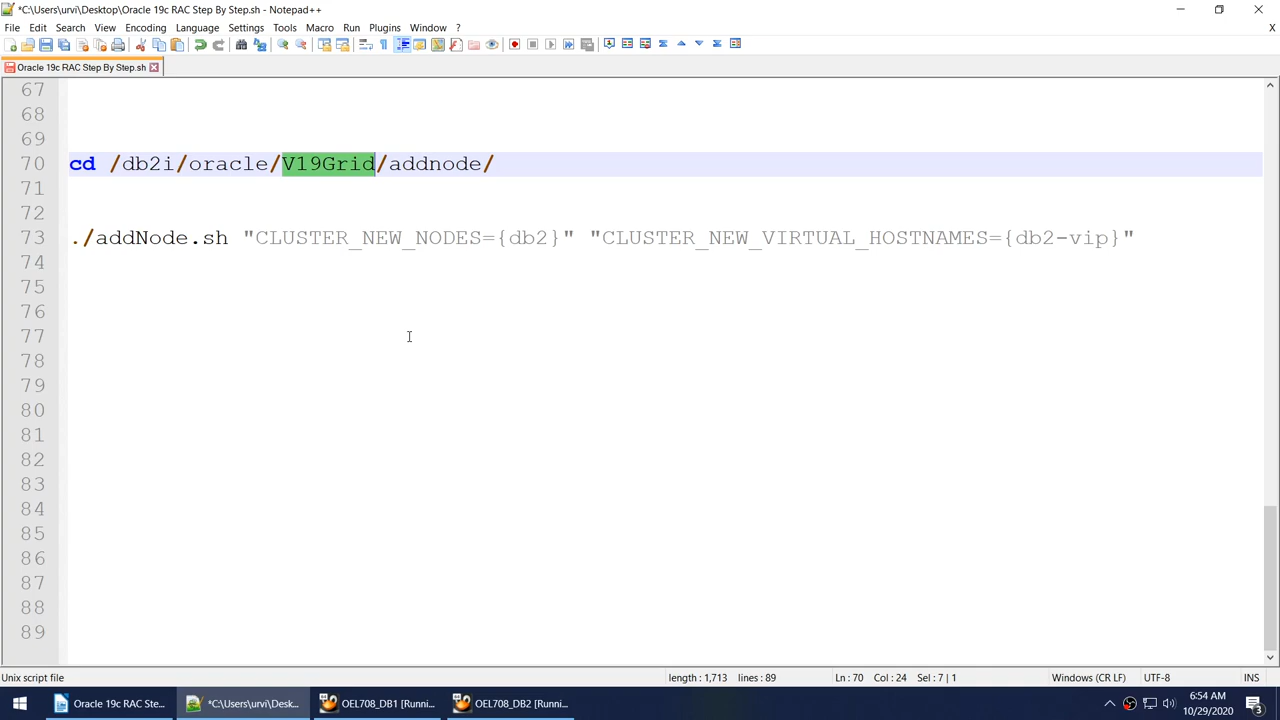 *C:\Users\urvi\Desktop\Oracle 19c RAC Step By Step.sh - Notepad++
File Edit Search View Encoding Language Settings Tools Macro Run Plugins Window ?
X
Oracle 19c RAC Step By Step.sh
67
68
69
70 cd /db2i/oracle/V19Grid/addnode/
71
72
73 ./addNode.sh "CLUSTER_NEW_NODES={db2}" "CLUSTER_NEW_VIRTUAL_HOSTNAMES={db2-vip}"
74
75
76
77
78
79
80
81
82
83
84
85
86
87
88
89
Unix script file length : 1,713 lines : 89 Ln : 70 Col : 24 Sel : 7 | 1 Windows (CR LF) UTF-8 INS
Oracle 19c RAC Ste... *C:\Users\urvi\Desk... OEL708_DB1 [Runni... OEL708_DB2 [Runni...
6:54 AM
10/29/2020
3